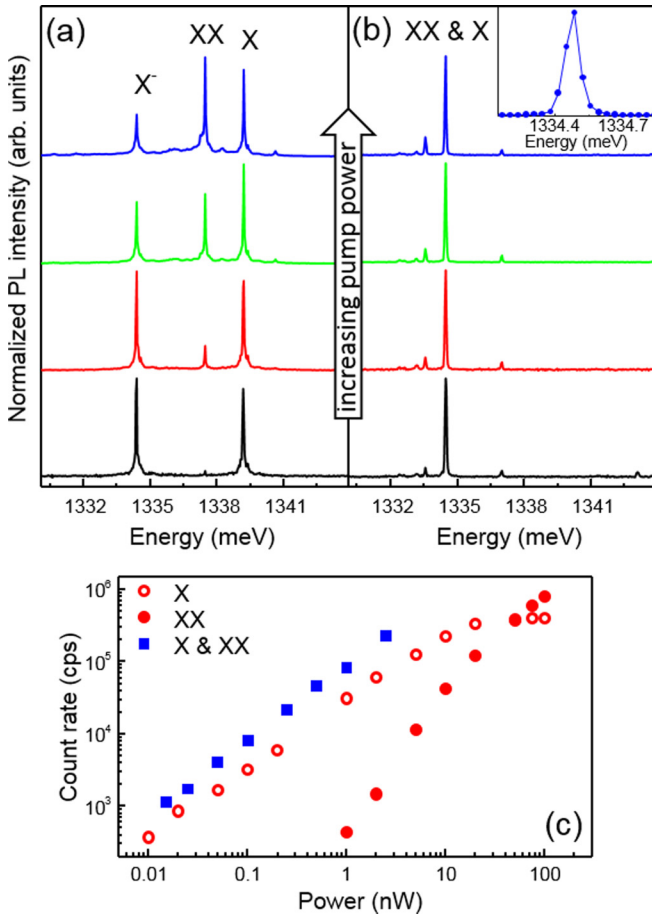 (a)
XX
X
X⁻
(b)
XX & X
1334.4 1334.7
Energy (meV)
Normalized PL intensity (arb. units)
increasing pump power
1332 1335 1338 1341
Energy (meV)
1332 1335 1338 1341
Energy (meV)
X
XX
X & XX
10⁶
10⁵
10⁴
10³
Count rate (cps)
(c)
0.01 0.1 1 10 100
Power (nW)